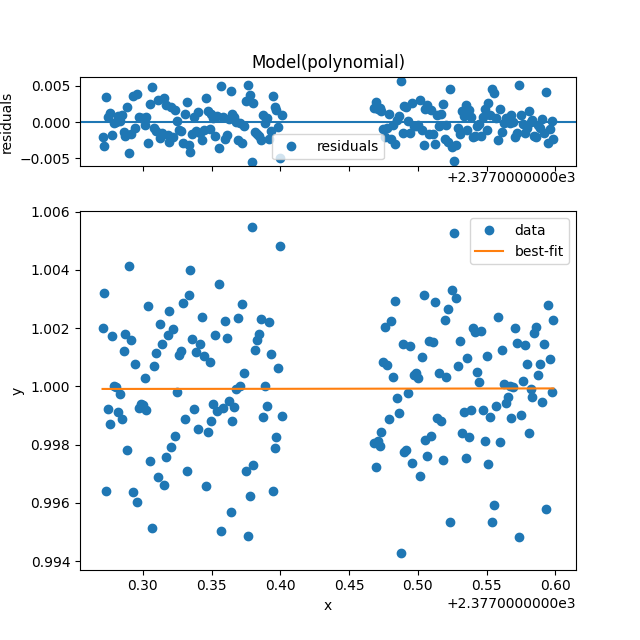 Model(polynomial)
0.005
0.000
−0.005
residuals
residuals
+2.3770000000e3
1.006
1.004
1.002
1.000
0.998
0.996
0.994
y
data
best-fit
0.30
0.35
0.40
0.45
0.50
0.55
0.60
x
+2.3770000000e3